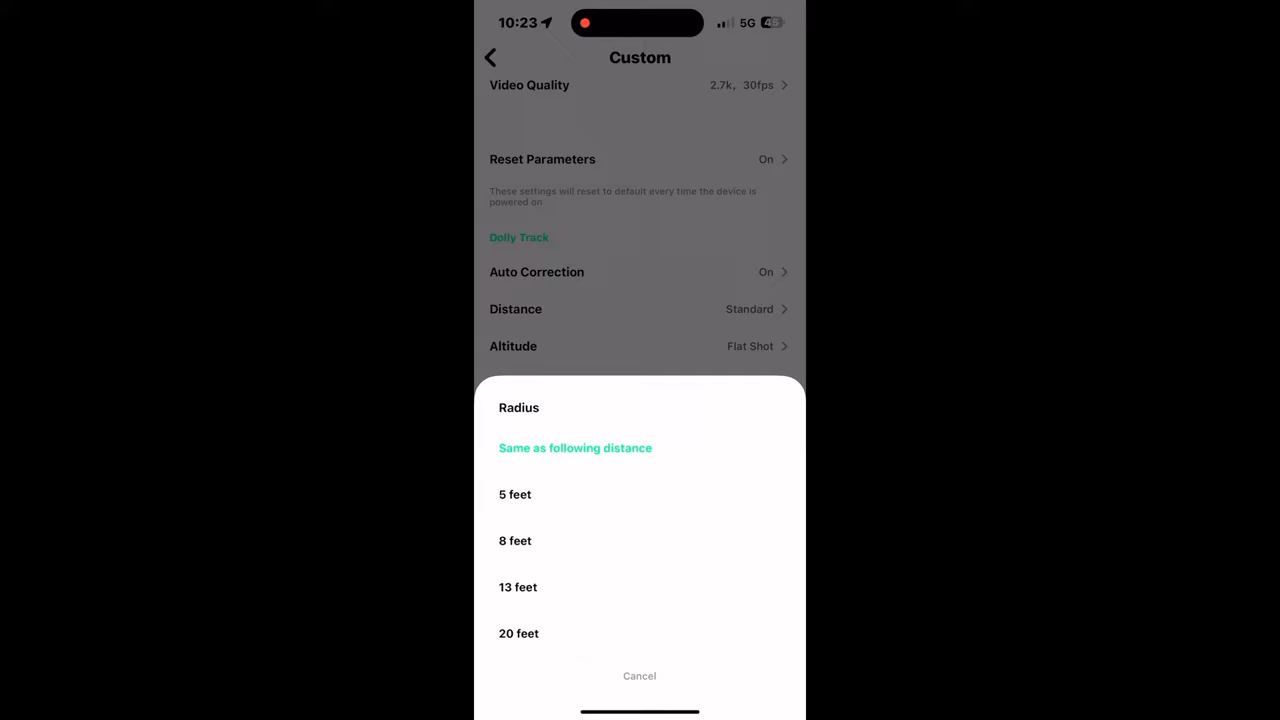 10:23
5G
45
Custom
Video Quality
2.7k, 30fps
Reset Parameters
On
These settings will reset to default every time the device is
powered on
Dolly Track
Auto Correction
On
Distance
Standard
Altitude
Flat Shot
Radius
Same as following distance
5 feet
8 feet
13 feet
20 feet
Cancel